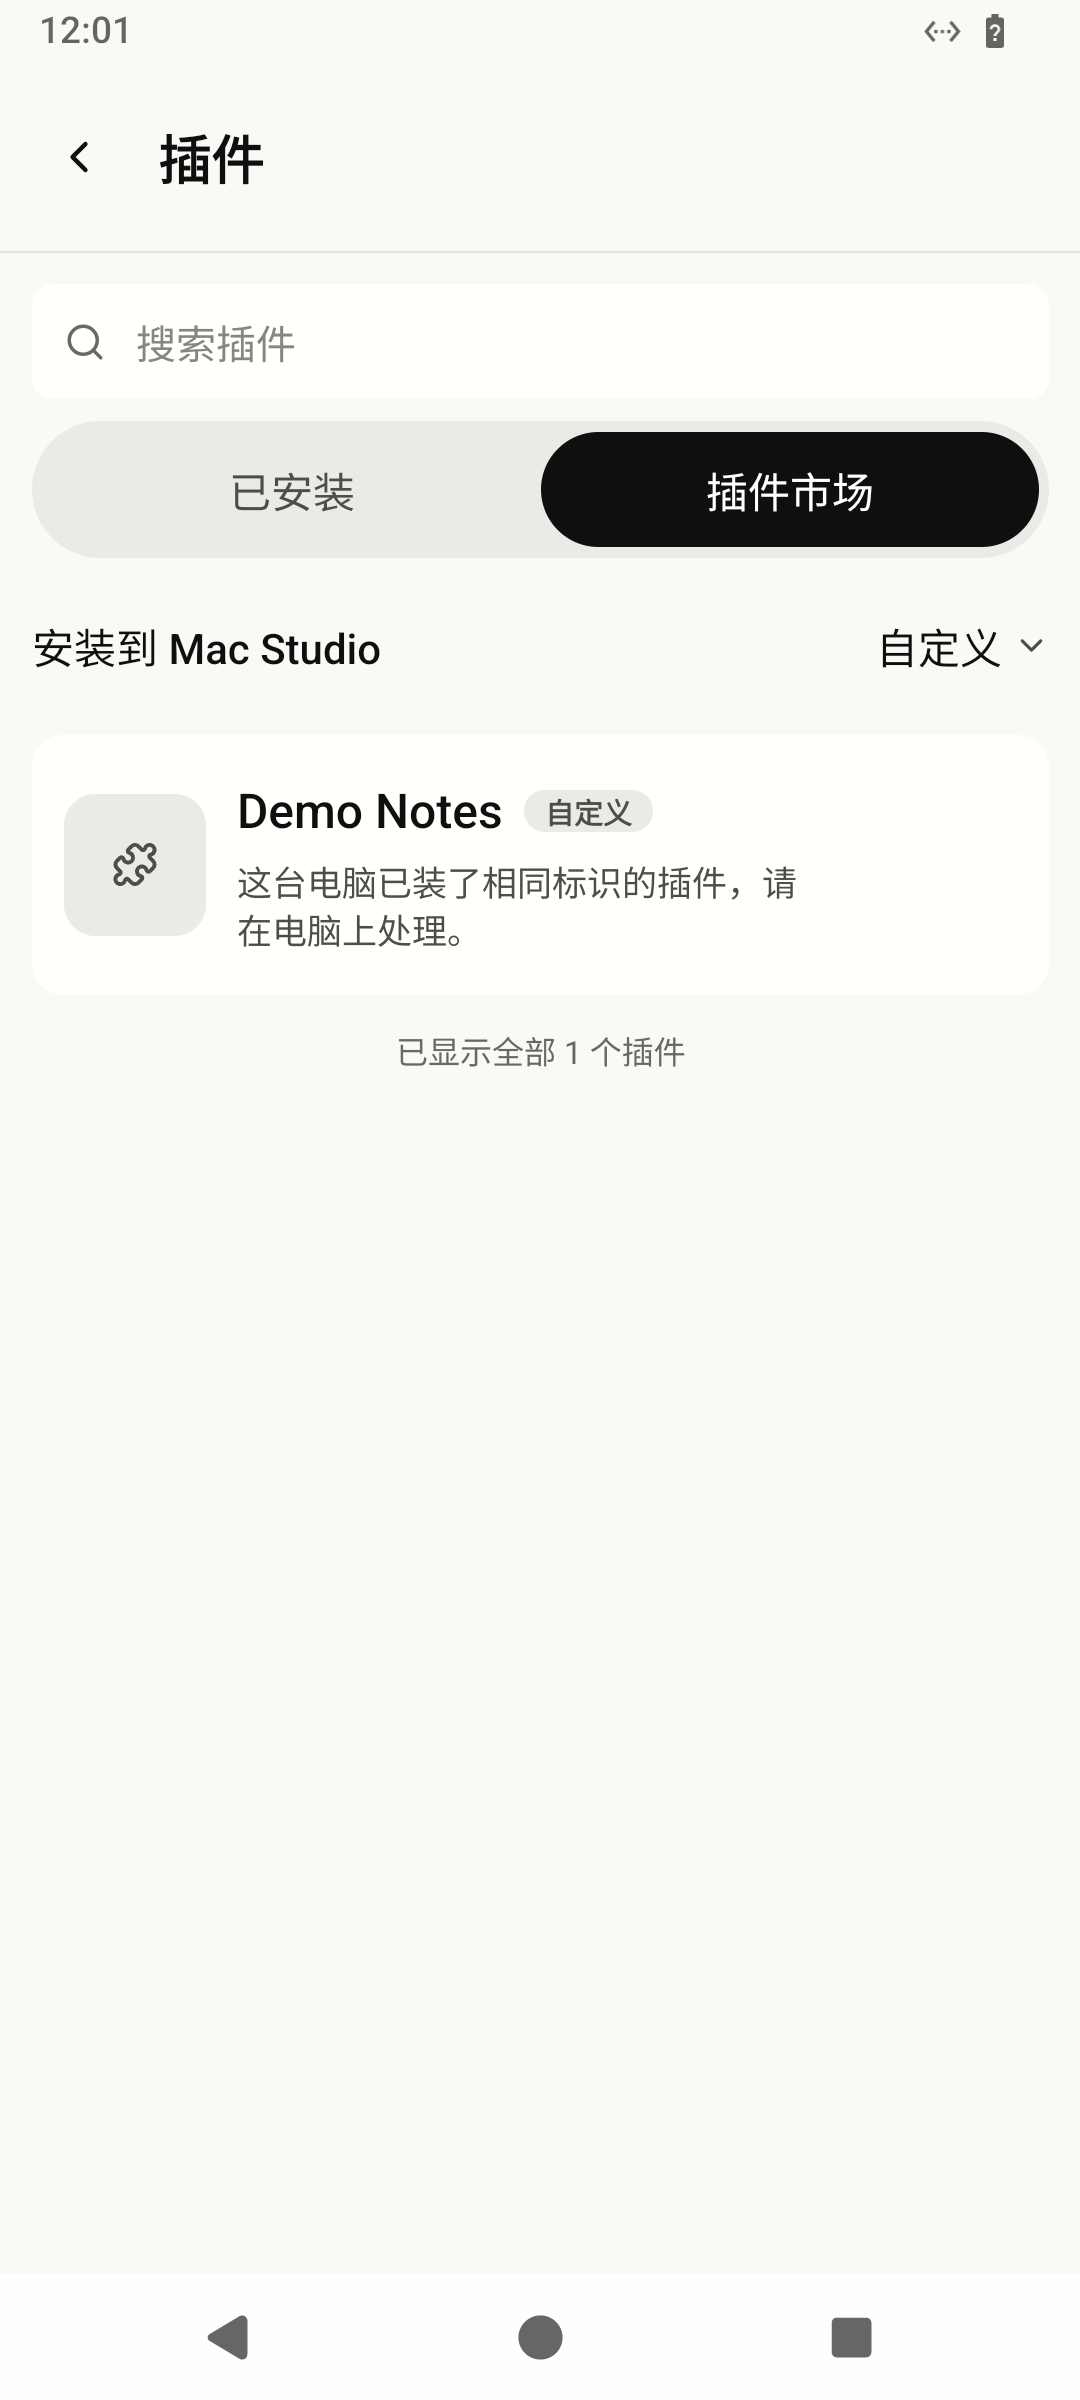 12:01
插件
搜索插件
已安装
插件市场
安装到 Mac Studio
自定义
Demo Notes
自定义
这台电脑已装了相同标识的插件，请
在电脑上处理。
已显示全部 1 个插件